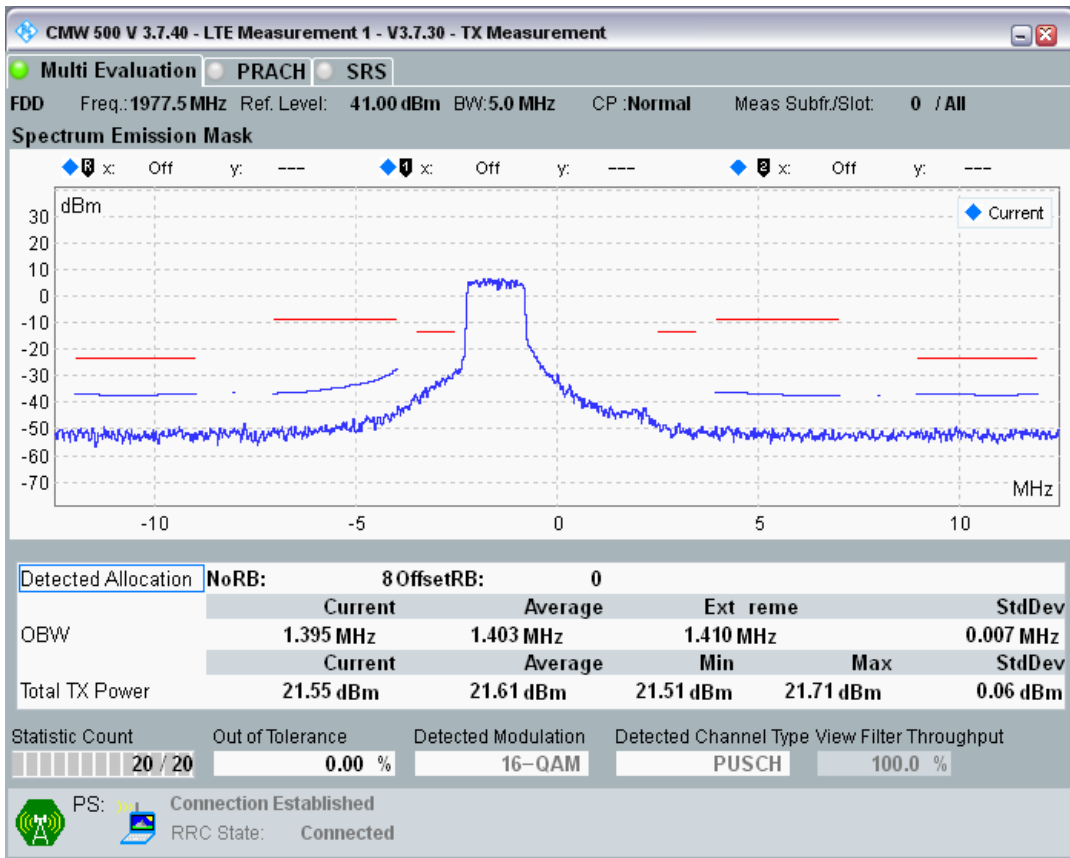 CMW 500 V 3.7.40 - LTE Measurement 1 - V3.7.30 - TX Measurement
Multi Evaluation PRACH SRS
FDD Freq.: 1977.5 MHz Ref. Level: 41.00 dBm BW: 5.0 MHz CP : Normal Meas Subfr./Slot: 0 / All
Spectrum Emission Mask
R x: Off y: --- 1 x: Off y: --- 2 x: Off y: ---
dBm
Current
30
20
10
0
-10
-20
-30
-40
-50
-60
-70
MHz
-10 -5 0 5 10
Detected Allocation NoRB: 8 OffsetRB: 0
Current Average Ext reme StdDev
OBW 1.395 MHz 1.403 MHz 1.410 MHz 0.007 MHz
Current Average Min Max StdDev
Total TX Power 21.55 dBm 21.61 dBm 21.51 dBm 21.71 dBm 0.06 dBm
Statistic Count Out of Tolerance Detected Modulation Detected Channel Type View Filter Throughput
20 / 20 0.00 % 16-QAM PUSCH 100.0 %
PS: Connection Established
RRC State: Connected